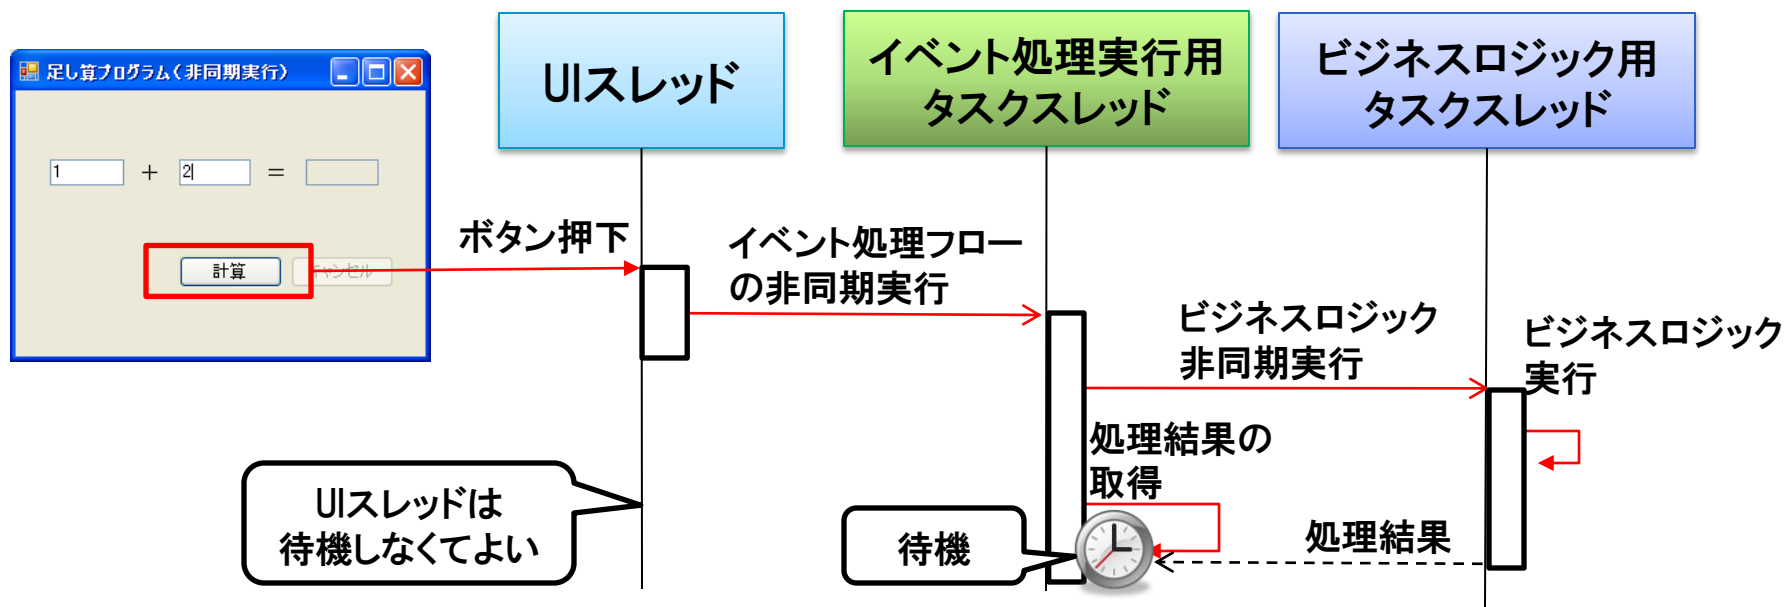 足し算プログラム(非同期実行)
1 + 2 =
計算
キャンセル
UIスレッド
イベント処理実行用
タスクスレッド
ビジネスロジック用
タスクスレッド
ボタン押下
イベント処理フロー
の非同期実行
ビジネスロジック
非同期実行
ビジネスロジック
実行
処理結果の
取得
UIスレッドは
待機しなくてよい
待機
処理結果